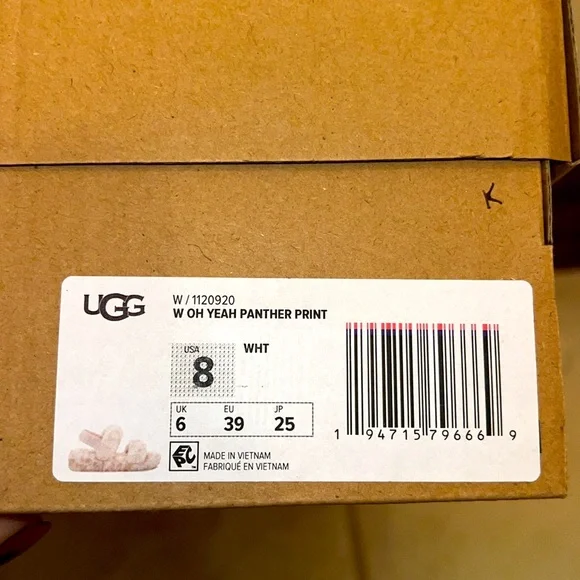 K
UGG
W / 1120920
W OH YEAH PANTHER PRINT
USA
8
WHT
UK EU JP
6 39 25
1 94715 79666 9
MADE IN VIETNAM
FABRIQUÉ EN VIETNAM